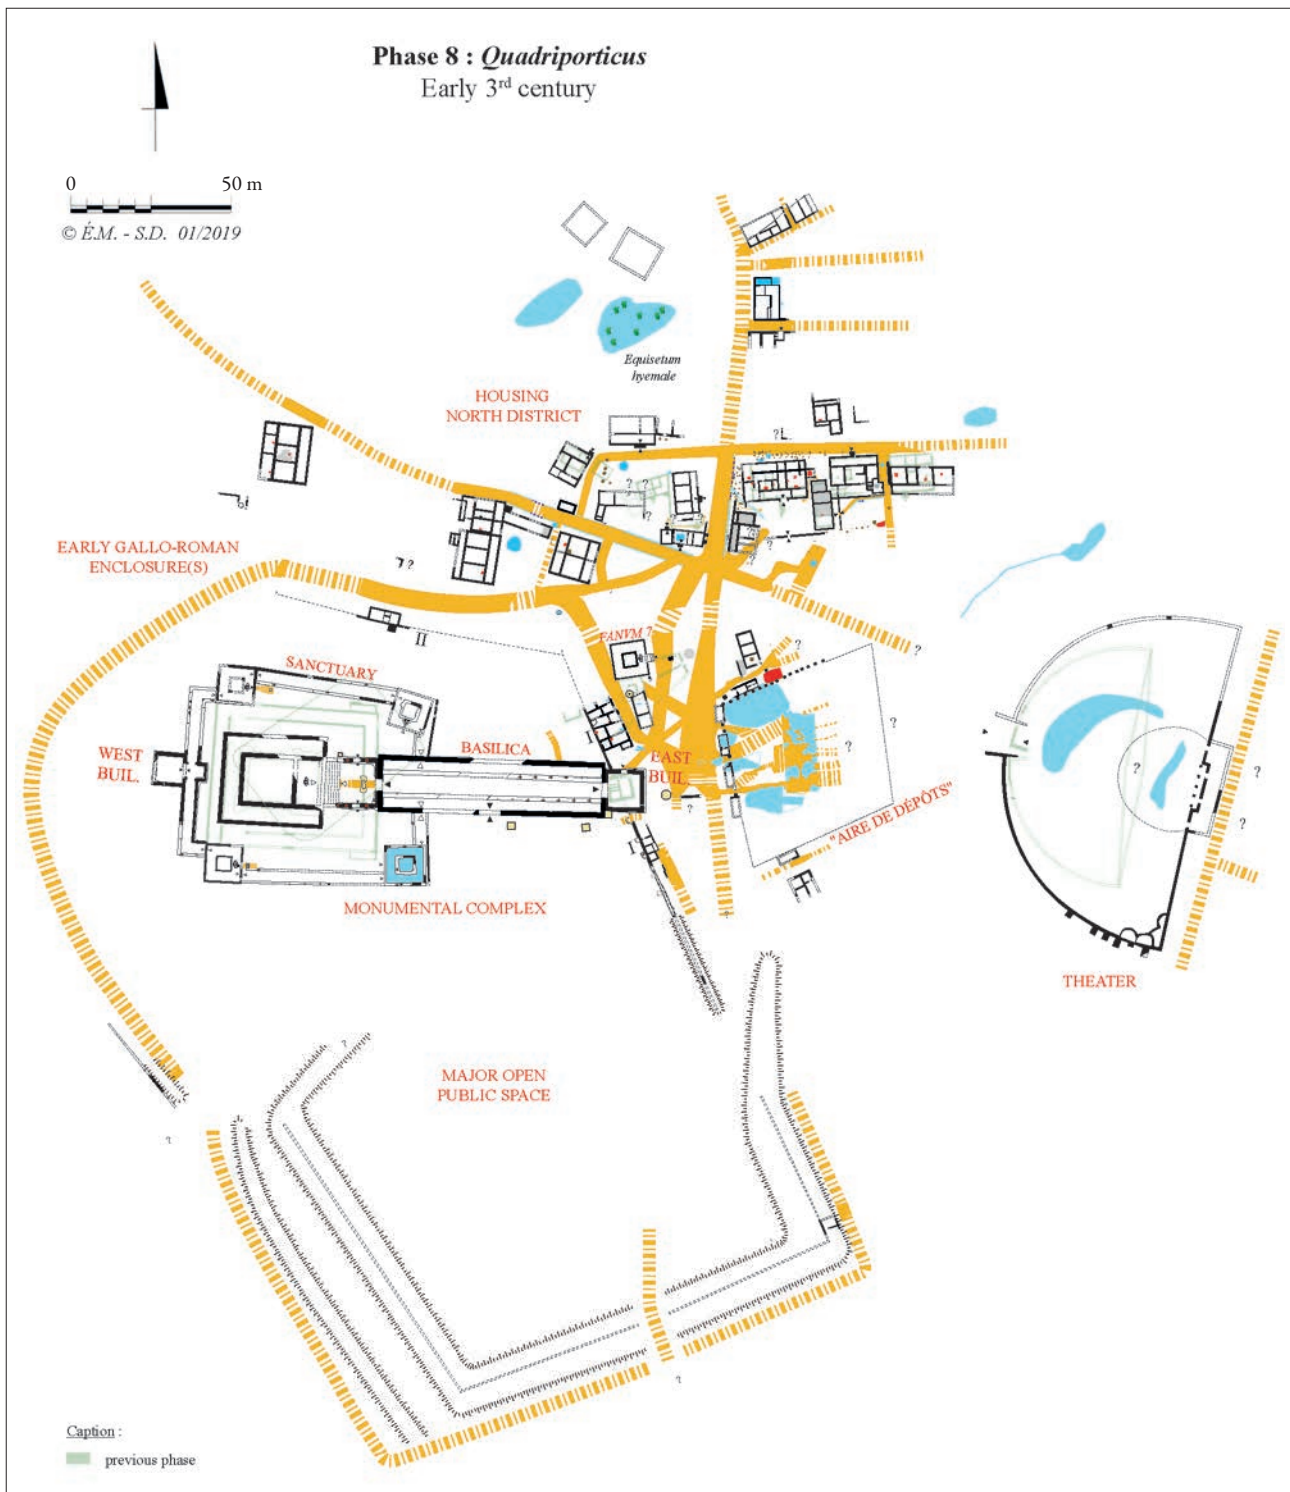 Phase 8 : Quadriporticus
Early 3rd century
0 50 m
© É.M. - S.D. 01/2019
Equisetum
hyemale
HOUSING
NORTH DISTRICT
?
?
? ?
?
?
?
EARLY GALLO-ROMAN
ENCLOSURE(S)
?
II
FANVM 7
?
?
SANCTUARY
I
?
WEST
BUIL.
BASILICA
EAST
BUIL.
?
?
?
?
?
?
"AIRE DE DÉPÔTS"
I
MONUMENTAL COMPLEX
?
THEATER
?
MAJOR OPEN
PUBLIC SPACE
?
?
Caption :
previous phase